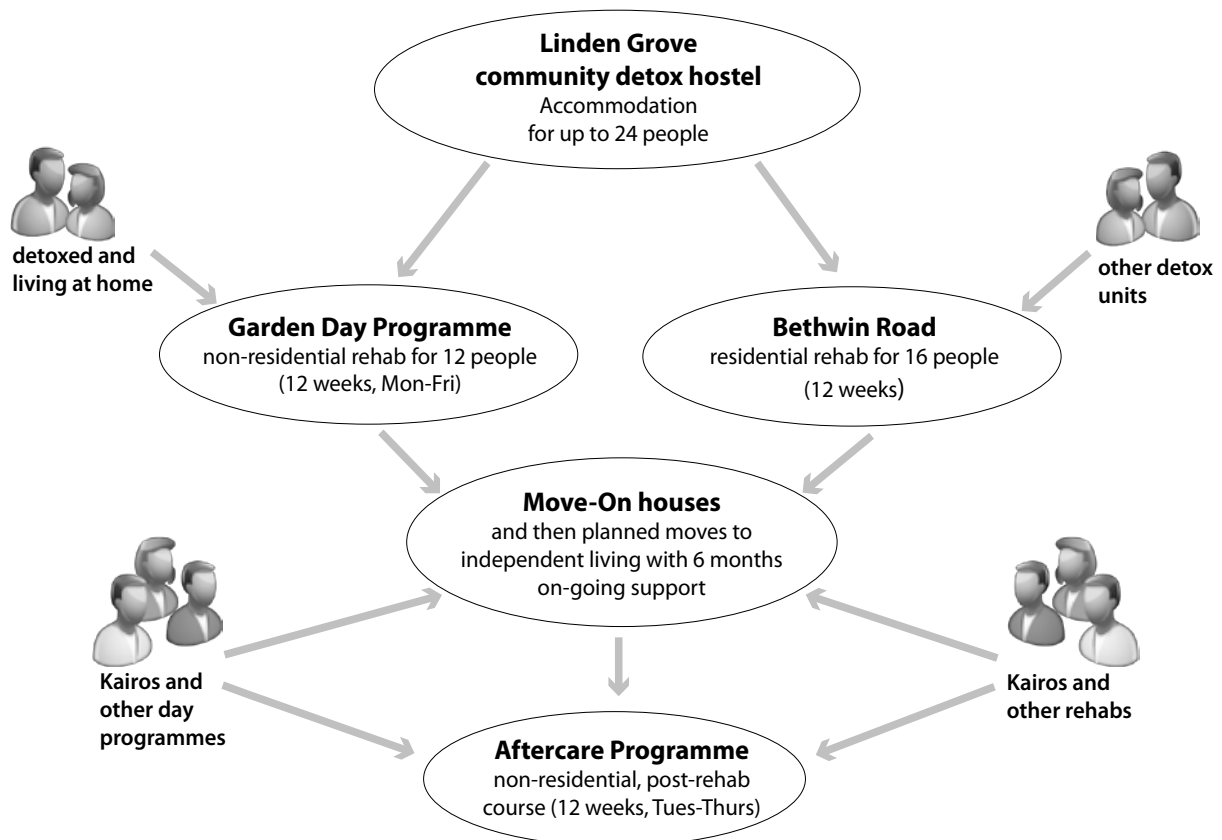 Linden Grove
community detox hostel
Accommodation
for up to 24 people
detoxed and
living at home
other detox
units
Garden Day Programme
non-residential rehab for 12 people
(12 weeks, Mon-Fri)
Bethwin Road
residential rehab for 16 people
(12 weeks)
Move-On houses
and then planned moves to
independent living with 6 months
on-going support
Kairos and
other day
programmes
Kairos and
other rehabs
Aftercare Programme
non-residential, post-rehab
course (12 weeks, Tues-Thurs)